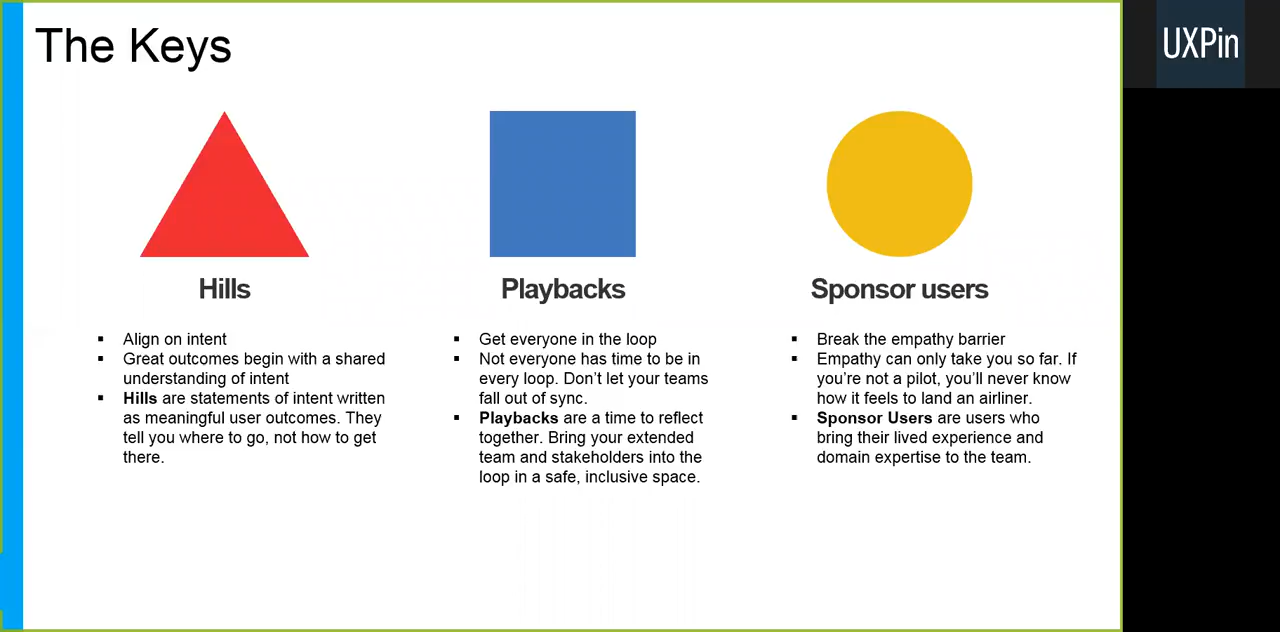 The Keys
UXPin
Hills
▪ Align on intent
▪ Great outcomes begin with a shared
understanding of intent
▪ Hills are statements of intent written
as meaningful user outcomes. They
tell you where to go, not how to get
there.
Playbacks
▪ Get everyone in the loop
▪ Not everyone has time to be in
every loop. Don’t let your teams
fall out of sync.
▪ Playbacks are a time to reflect
together. Bring your extended
team and stakeholders into the
loop in a safe, inclusive space.
Sponsor users
▪ Break the empathy barrier
▪ Empathy can only take you so far. If
you’re not a pilot, you’ll never know
how it feels to land an airliner.
▪ Sponsor Users are users who
bring their lived experience and
domain expertise to the team.